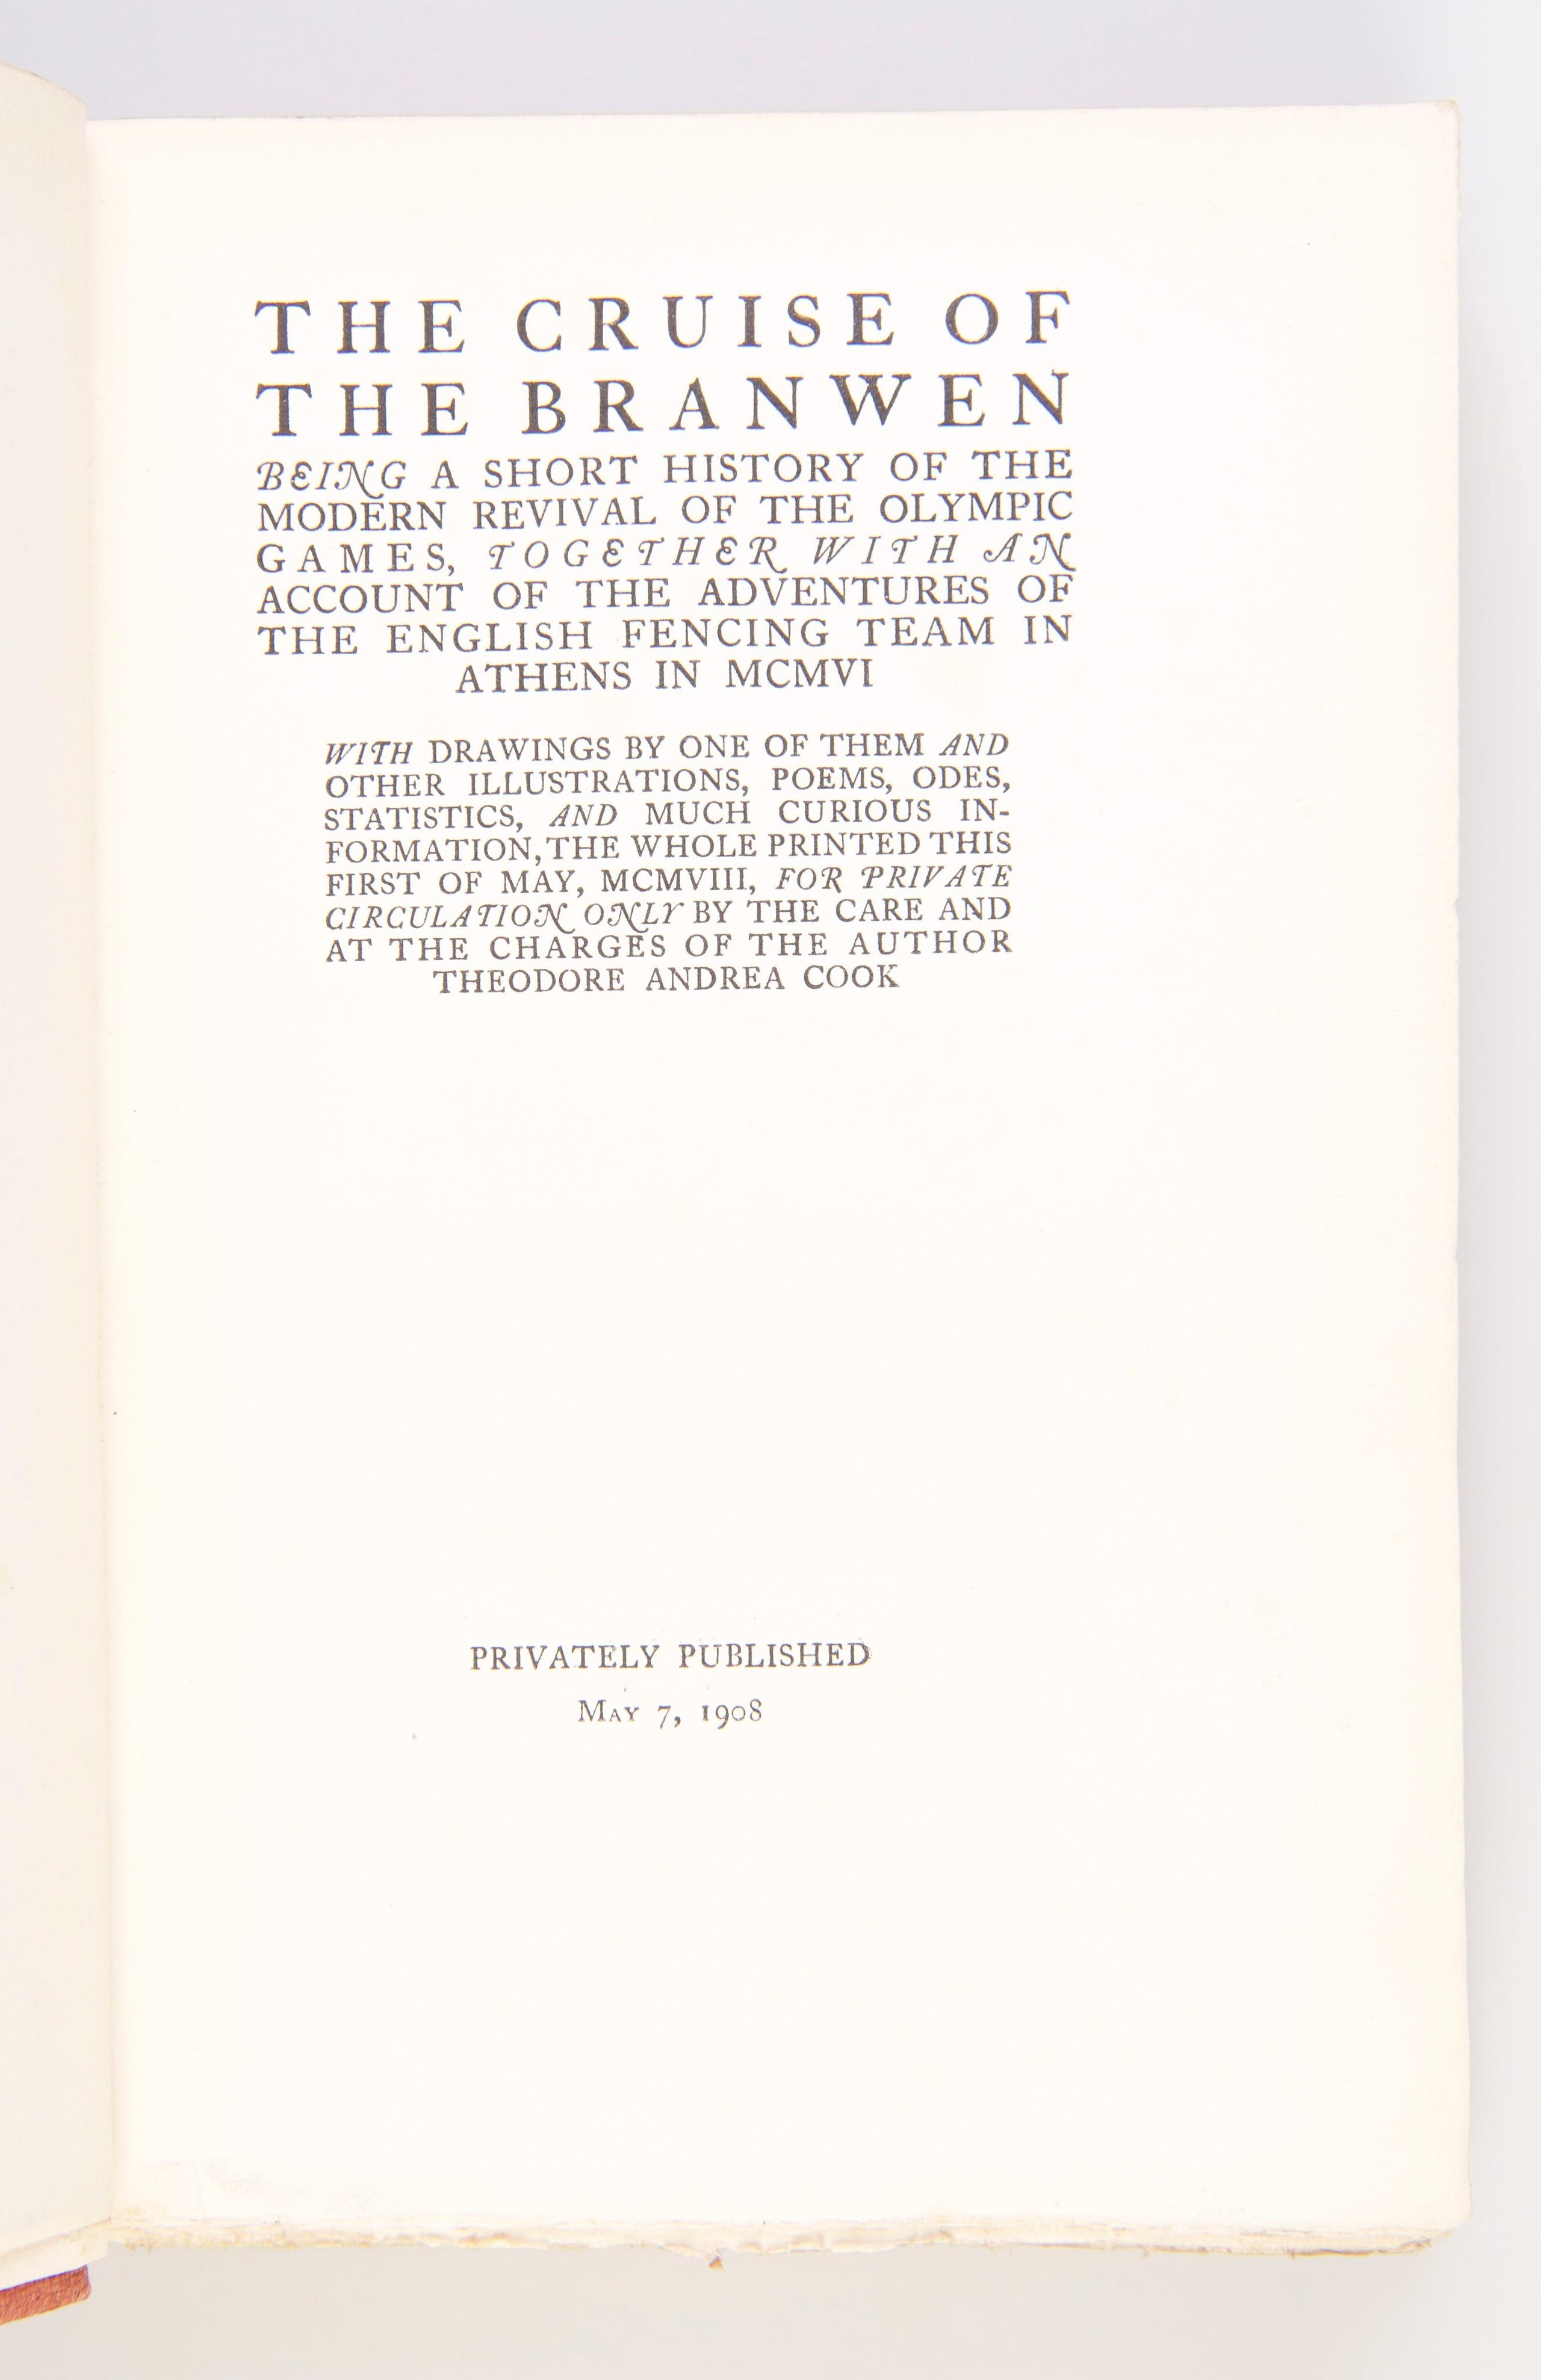 THE CRUISE OF
THE BRANWEN
BEING A SHORT HISTORY OF THE
MODERN REVIVAL OF THE OLYMPIC
GAMES, TOGETHER WITH AN
ACCOUNT OF THE ADVENTURES OF
THE ENGLISH FENCING TEAM IN
ATHENS IN MCMVI
WITH DRAWINGS BY ONE OF THEM AND
OTHER ILLUSTRATIONS, POEMS, ODES,
STATISTICS, AND MUCH CURIOUS IN-
FORMATION, THE WHOLE PRINTED THIS
FIRST OF MAY, MCMVIII, FOR PRIVATE
CIRCULATION ONLY BY THE CARE AND
AT THE CHARGES OF THE AUTHOR
THEODORE ANDREA COOK
PRIVATELY PUBLISHED
MAY 7, 1908